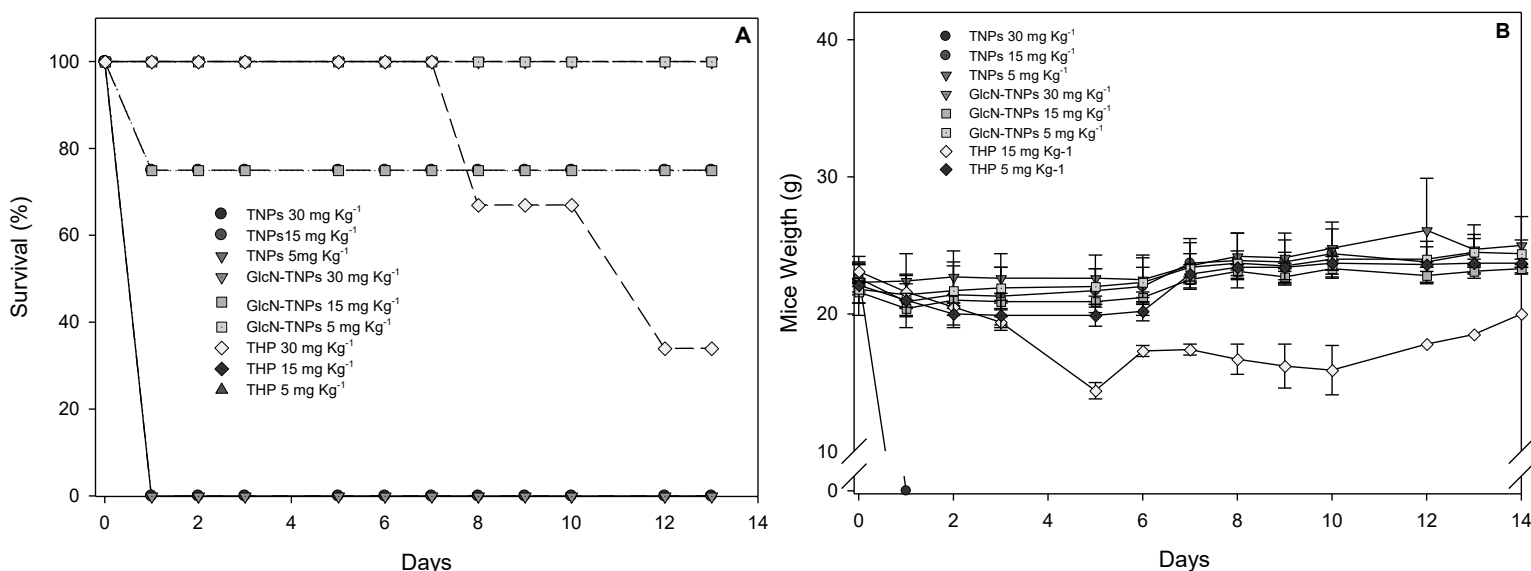 A
100
80
60
40
20
0
Survival (%)
TNPs 30 mg Kg-1
TNPs15 mg Kg-1
TNPs 5mg Kg-1
GlcN-TNPs 30 mg Kg-1
GlcN-TNPs 15 mg Kg-1
GlcN-TNPs 5 mg Kg-1
THP 30 mg Kg-1
THP 15 mg Kg-1
THP 5 mg Kg-1
0 2 4 6 8 10 12 14
Days
B
40
30
20
10
0
Mice Weigth (g)
TNPs 30 mg Kg-1
TNPs 15 mg Kg-1
TNPs 5 mg Kg-1
GlcN-TNPs 30 mg Kg-1
GlcN-TNPs 15 mg Kg-1
GlcN-TNPs 5 mg Kg-1
THP 15 mg Kg-1
THP 5 mg Kg-1
0 2 4 6 8 10 12 14
Days